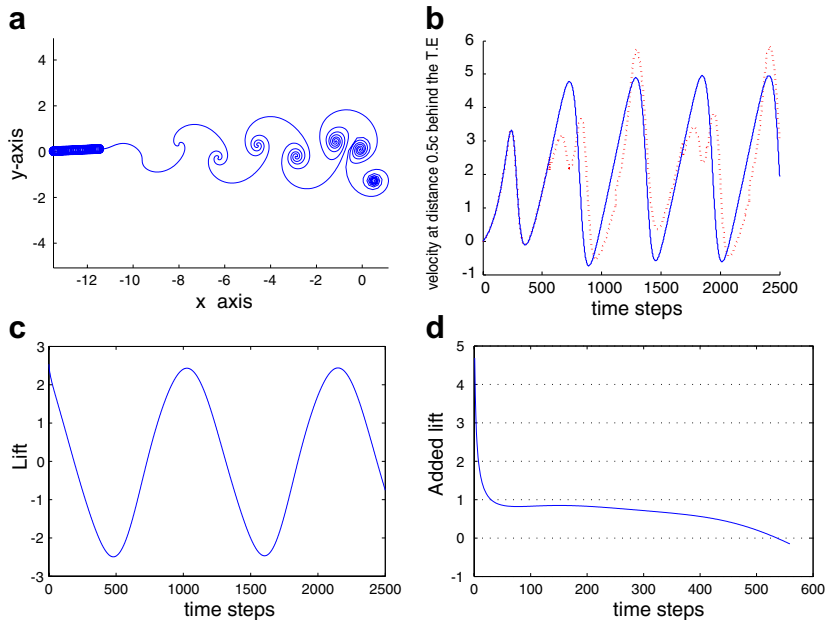 a
4
2
0
-2
-4
y-axis
-12 -10 -8 -6 -4 -2 0
x axis
b
6
5
4
3
2
1
0
-1
velocity at distance 0.5c behind the T.E
0 500 1000 1500 2000 2500
time steps
c
3
2
1
0
-1
-2
-3
Lift
0 500 1000 1500 2000 2500
time steps
d
5
4
3
2
1
0
-1
Added lift
0 100 200 300 400 500 600
time steps